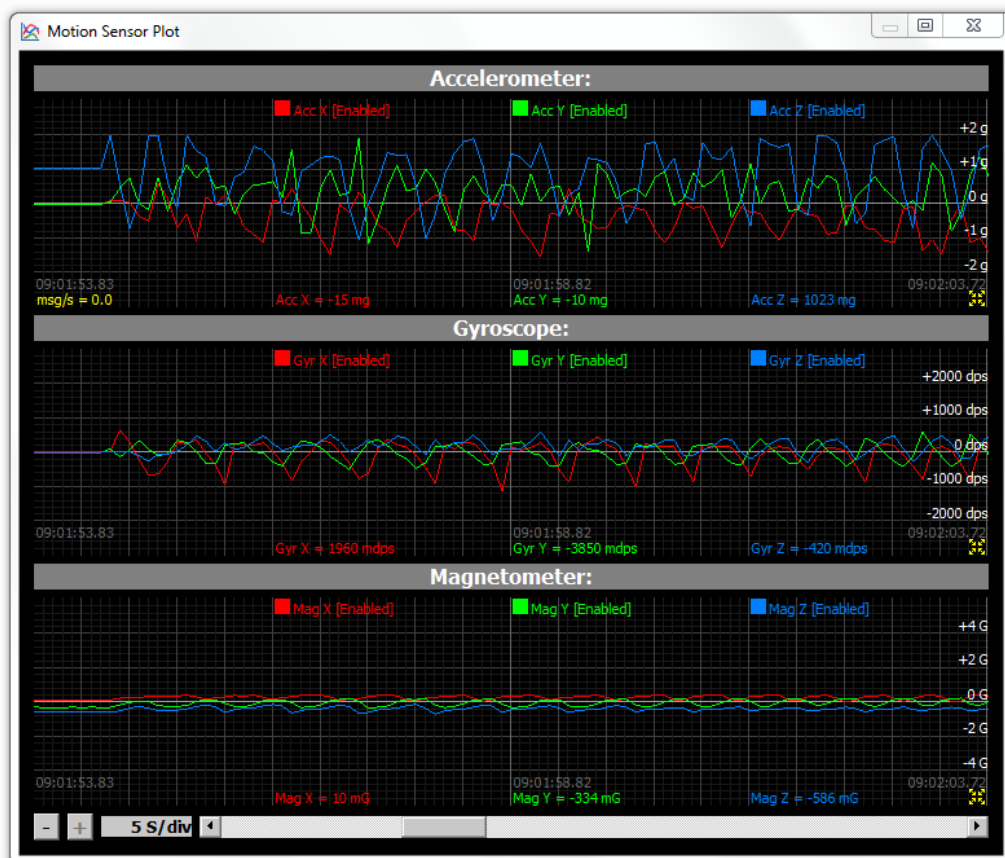 Motion Sensor Plot
Accelerometer:
Acc X [Enabled] Acc Y [Enabled] Acc Z [Enabled]
+2 g
+1 g
0 g
-1 g
-2 g
09:01:53.83 09:01:58.82 09:02:03.72
msg/s = 0.0 Acc X = -15 mg Acc Y = -10 mg Acc Z = 1023 mg
Gyroscope:
Gyr X [Enabled] Gyr Y [Enabled] Gyr Z [Enabled]
+2000 dps
+1000 dps
0 dps
-1000 dps
-2000 dps
09:01:53.83 09:01:58.82 09:02:03.72
Gyr X = 1960 mdps Gyr Y = -3850 mdps Gyr Z = -420 mdps
Magnetometer:
Mag X [Enabled] Mag Y [Enabled] Mag Z [Enabled]
+4 G
+2 G
0 G
-2 G
-4 G
09:01:53.83 09:01:58.82 09:02:03.72
Mag X = 10 mG Mag Y = -334 mG Mag Z = -586 mG
- + 5 S/div